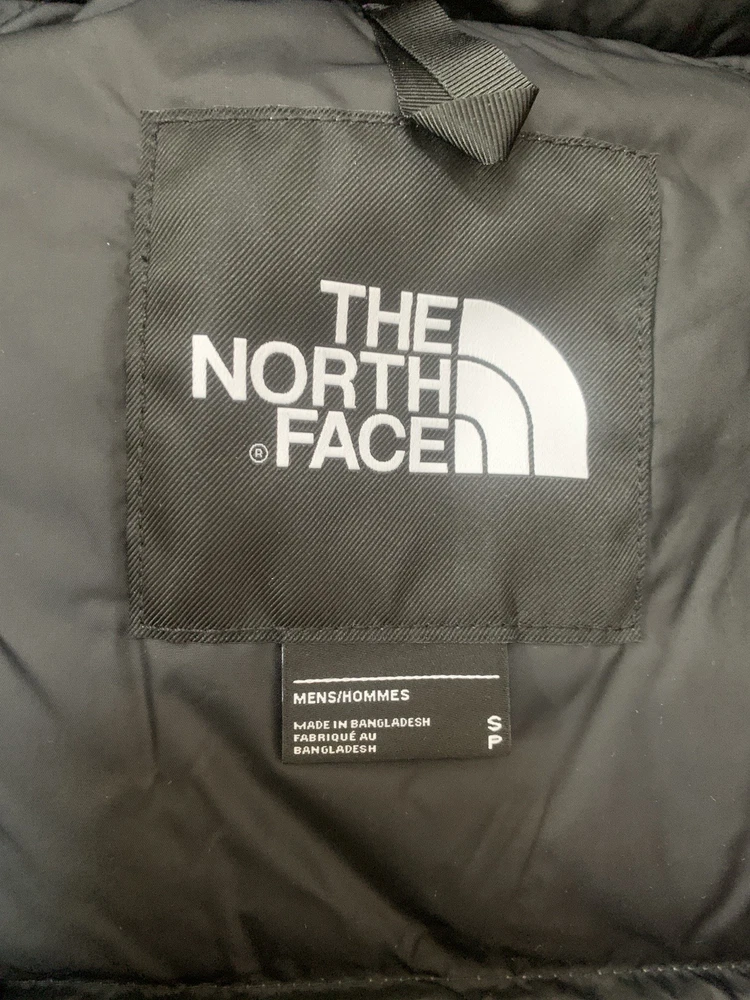 THE
NORTH
® FACE
MENS/HOMMES
MADE IN BANGLADESH
FABRIQUÉ AU
BANGLADESH
S
P